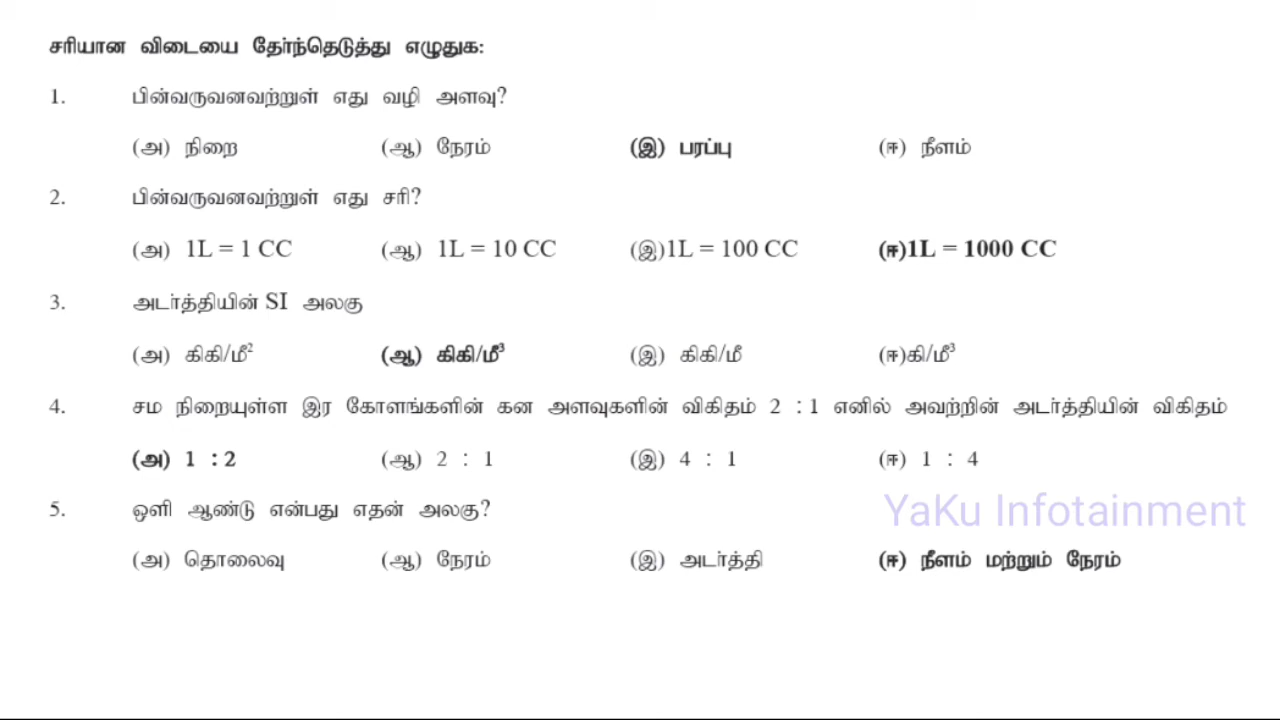 சரியான விடையை தேர்ந்தெடுத்து எழுதுக:
1. பின்வருவனவற்றுள் எது வழி அளவு?
(அ) நிறை (ஆ) நேரம் (இ) பரப்பு (ஈ) நீளம்
2. பின்வருவனவற்றுள் எது சரி?
(அ) 1L = 1 CC (ஆ) 1L = 10 CC (இ)1L = 100 CC (ஈ)1L = 1000 CC
3. அடர்த்தியின் SI அலகு
(அ) கிகி/மீ² (ஆ) கிகி/மீ³ (இ) கிகி/மீ (ஈ)கி/மீ³
4. சம நிறையுள்ள இர கோளங்களின் கன அளவுகளின் விகிதம் 2 : 1 எனில் அவற்றின் அடர்த்தியின் விகிதம்
(அ) 1 : 2 (ஆ) 2 : 1 (இ) 4 : 1 (ஈ) 1 : 4
5. ஒளி ஆண்டு என்பது எதன் அலகு?
YaKu Infotainment
(அ) தொலைவு (ஆ) நேரம் (இ) அடர்த்தி (ஈ) நீளம் மற்றும் நேரம்